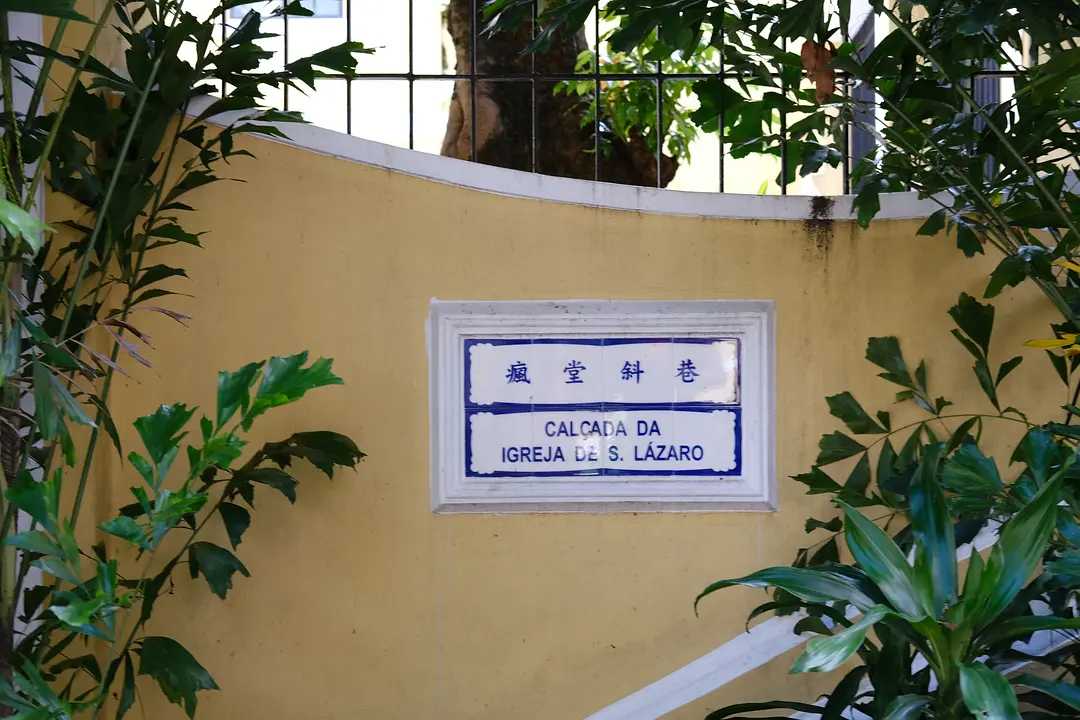 瘋堂斜巷
CALÇADA DA
IGREJA DE S. LÁZARO